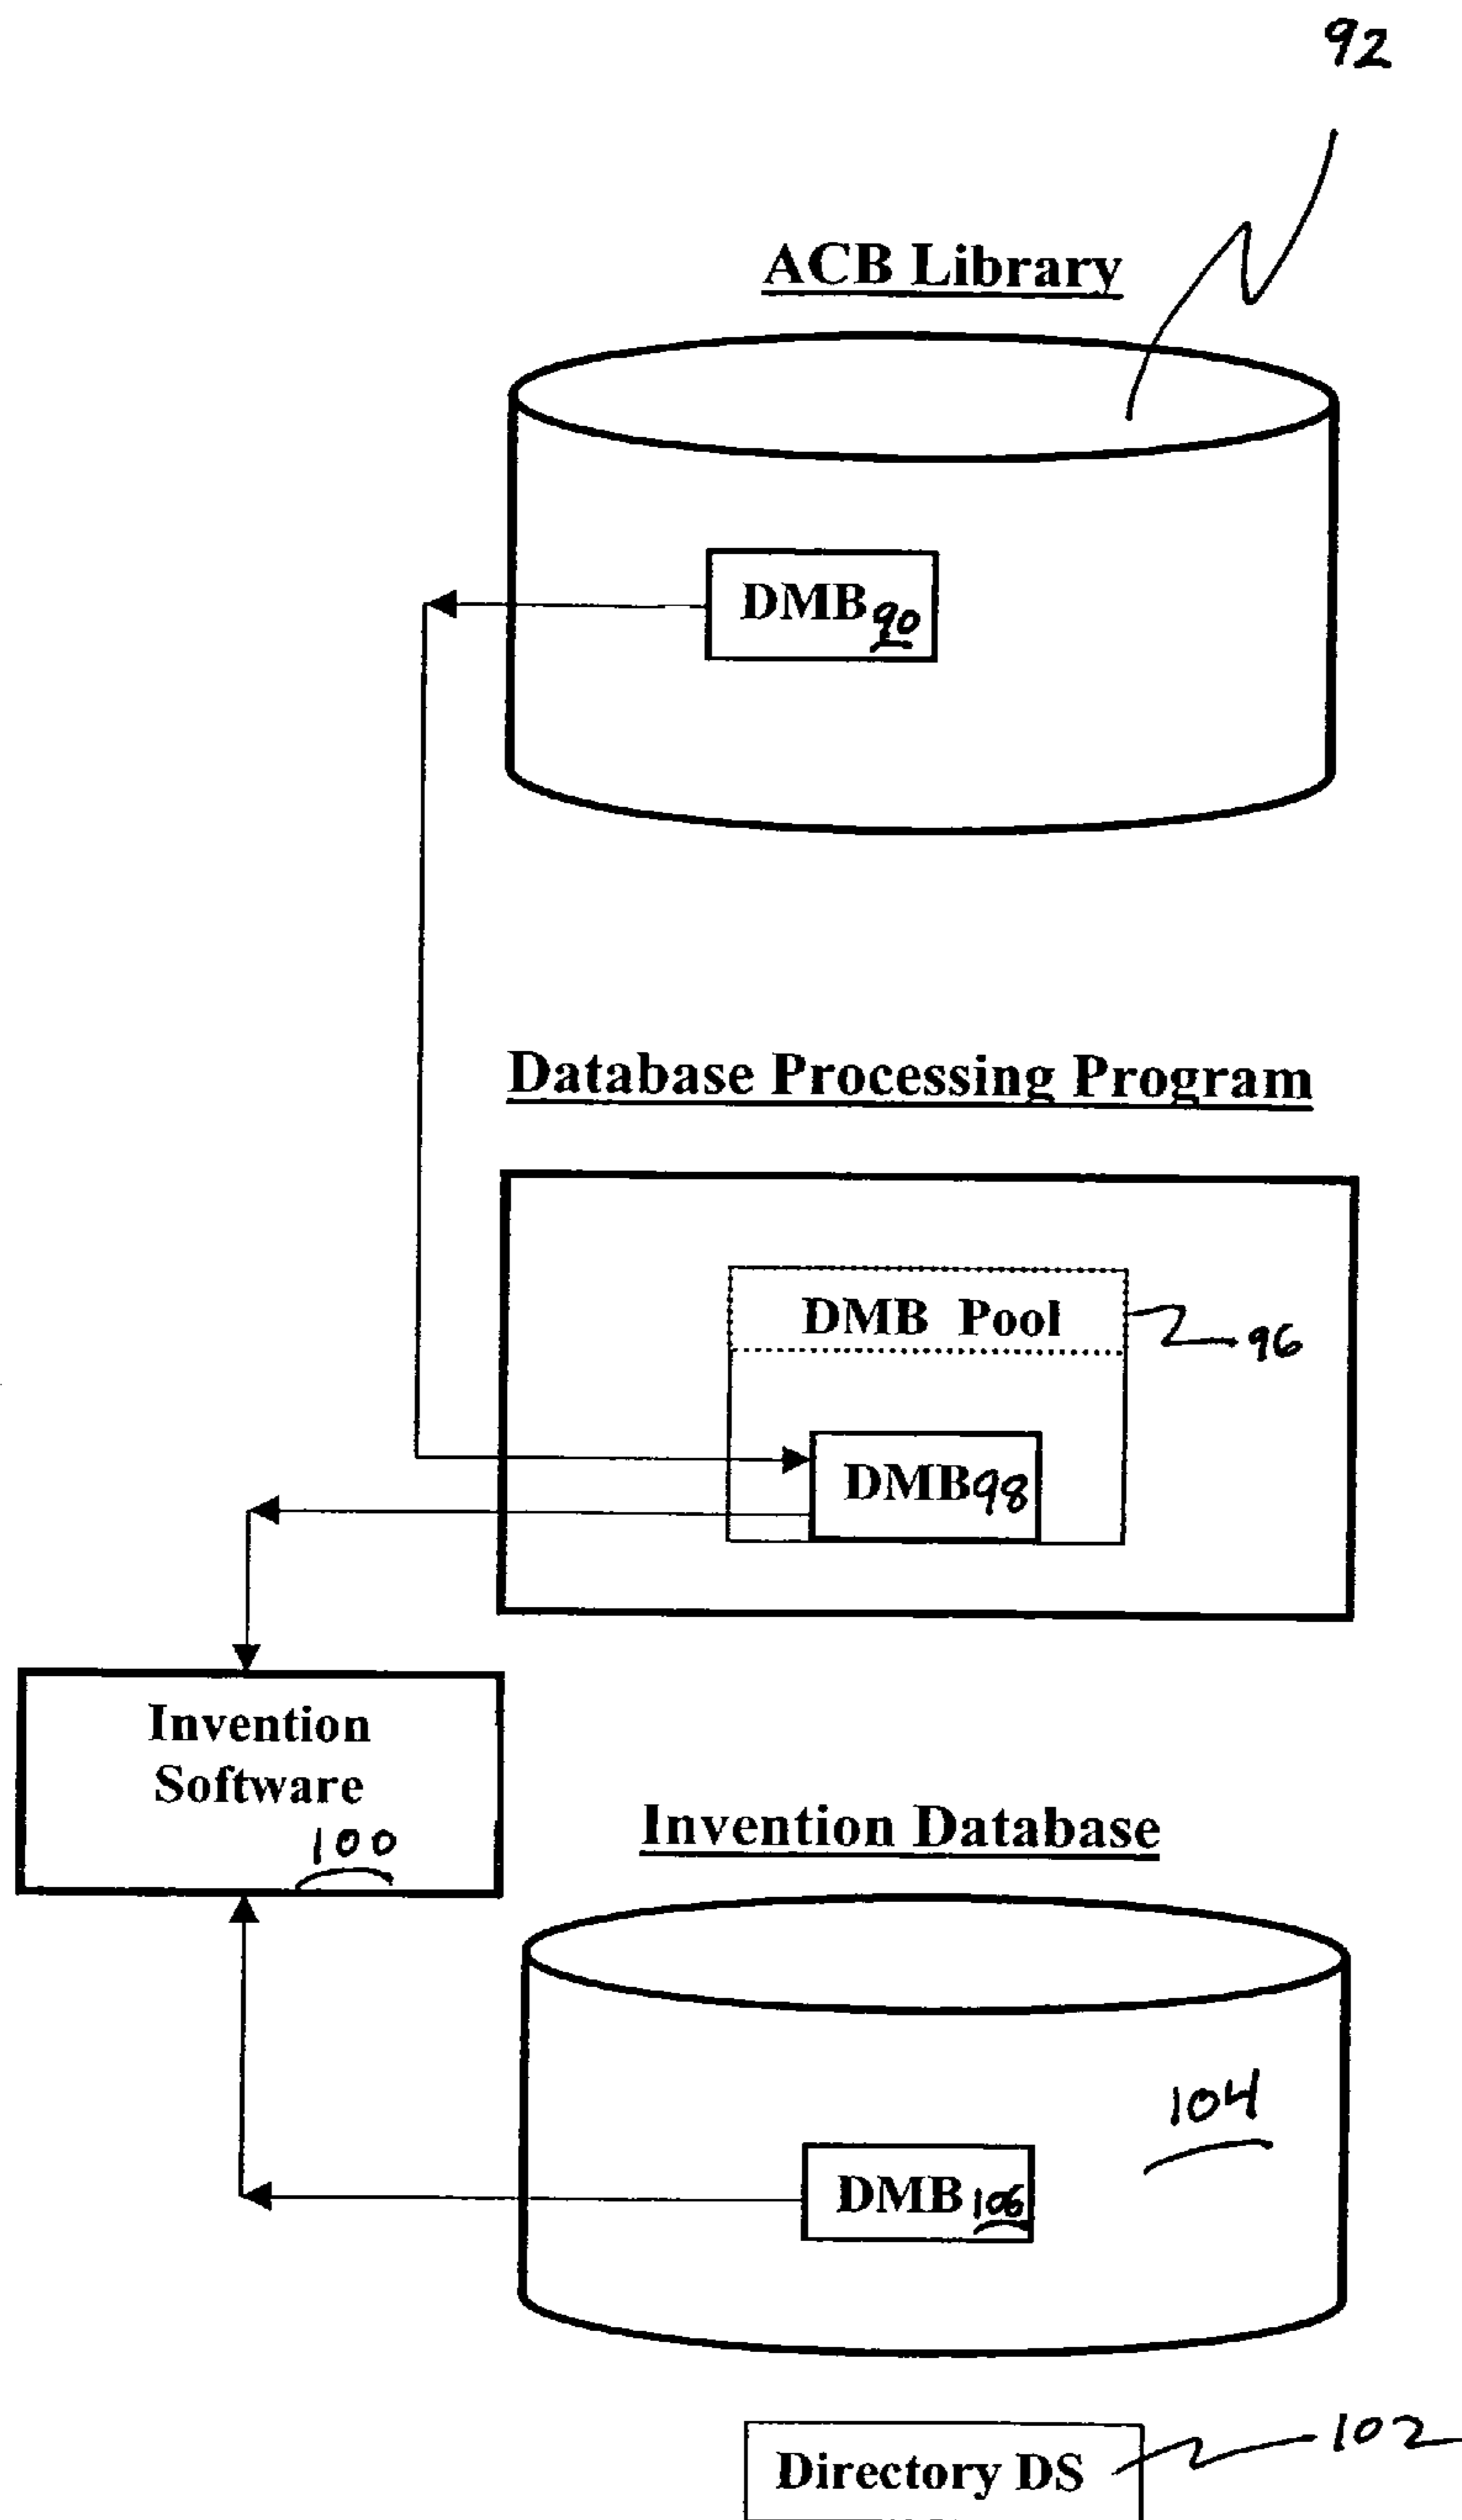 92
ACB Library
DMB 90
Database Processing Program
DMB Pool
96
DMB 98
Invention
Software
100
Invention Database
104
DMB 106
Directory DS
102